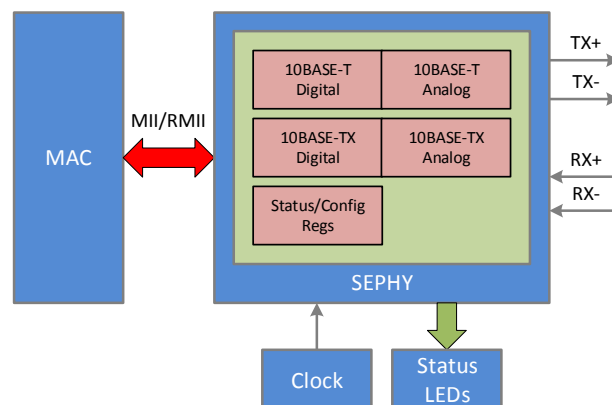 TX+
10BASE-T
Digital
10BASE-T
Analog
TX-
MII/RMII
10BASE-TX
Digital
10BASE-TX
Analog
MAC
RX+
Status/Config
Regs
RX-
SEPHY
Clock
Status
LEDs